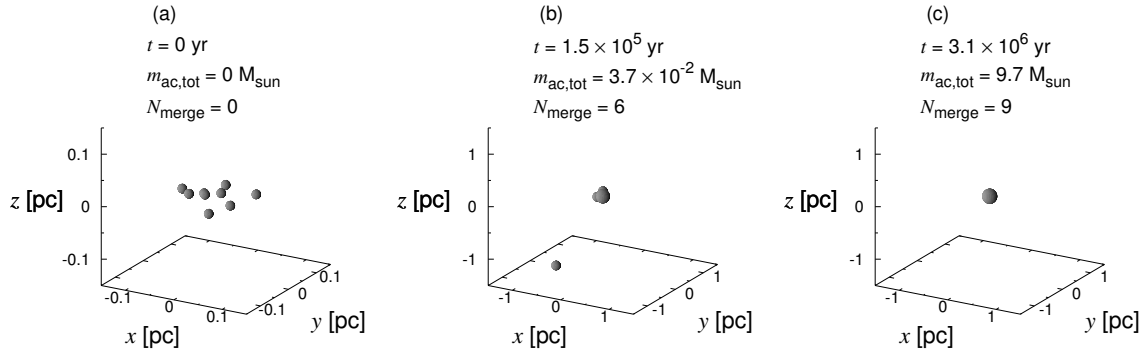 (a)
t = 0 yr
m_ac,tot = 0 M_sun
N_merge = 0
0.1
z [pc]
0
-0.1
-0.1
0
0.1
x [pc]
-0.1
0
0.1
y [pc]
(b)
t = 1.5 × 10^5 yr
m_ac,tot = 3.7 × 10^-2 M_sun
N_merge = 6
1
z [pc]
0
-1
-1
0
1
x [pc]
-1
0
1
y [pc]
(c)
t = 3.1 × 10^6 yr
m_ac,tot = 9.7 M_sun
N_merge = 9
1
z [pc]
0
-1
-1
0
1
x [pc]
-1
0
1
y [pc]